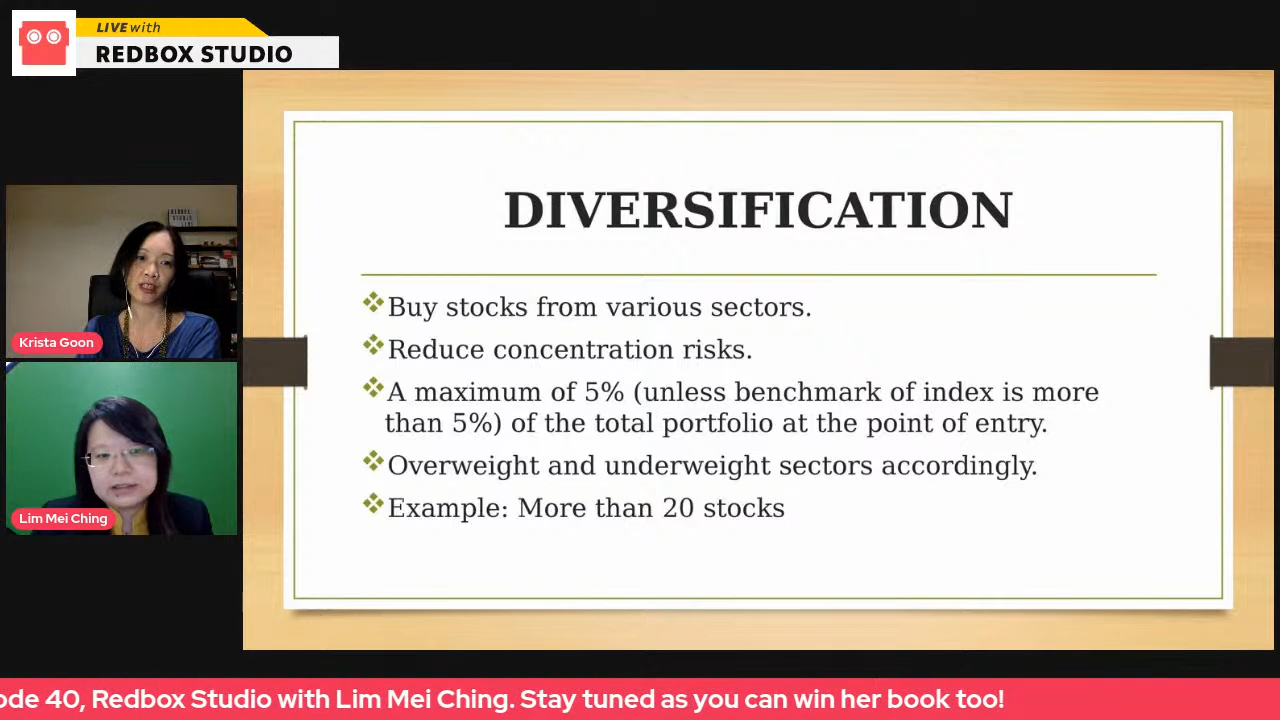 LIVE with
REDBOX STUDIO
DIVERSIFICATION
Buy stocks from various sectors.
Reduce concentration risks.
A maximum of 5% (unless benchmark of index is more
than 5%) of the total portfolio at the point of entry.
Overweight and underweight sectors accordingly.
Example: More than 20 stocks
Krista Goon
Lim Mei Ching
ode 40, Redbox Studio with Lim Mei Ching. Stay tuned as you can win her book too!